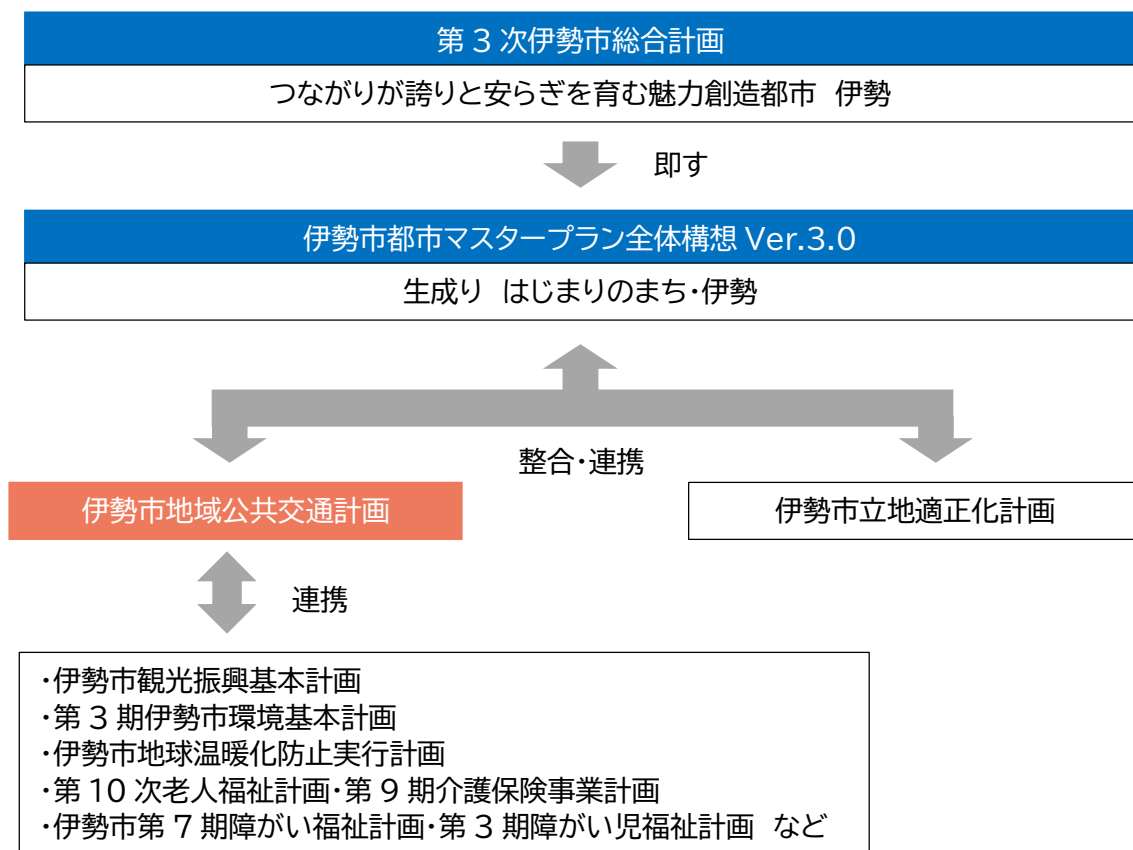 第3次伊勢市総合計画
つながりが誇りと安らぎを育む魅力創造都市 伊勢
即す
伊勢市都市マスタープラン全体構想 Ver.3.0
生成り はじまりのまち・伊勢
整合・連携
伊勢市地域公共交通計画
伊勢市立地適正化計画
連携
・伊勢市観光振興基本計画
・第3期伊勢市環境基本計画
・伊勢市地球温暖化防止実行計画
・第10次老人福祉計画・第9期介護保険事業計画
・伊勢市第7期障がい福祉計画・第3期障がい児福祉計画 など